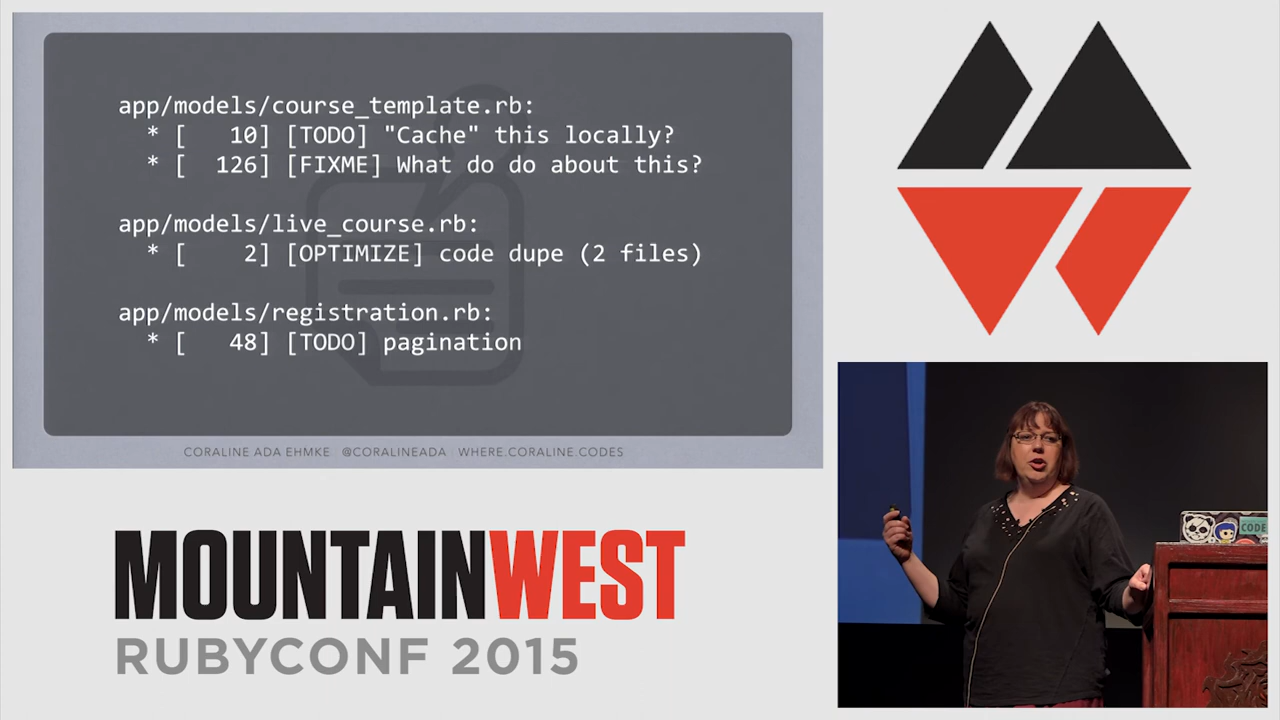 app/models/course_template.rb:
* [ 10] [TODO] "Cache" this locally?
* [ 126] [FIXME] What do do about this?
app/models/live_course.rb:
* [ 2] [OPTIMIZE] code dupe (2 files)
app/models/registration.rb:
* [ 48] [TODO] pagination
CORALINE ADA EHMKE @CORALINEADA WHERE.CORALINE.CODES
MOUNTAINWEST
RUBYCONF 2015
CODE